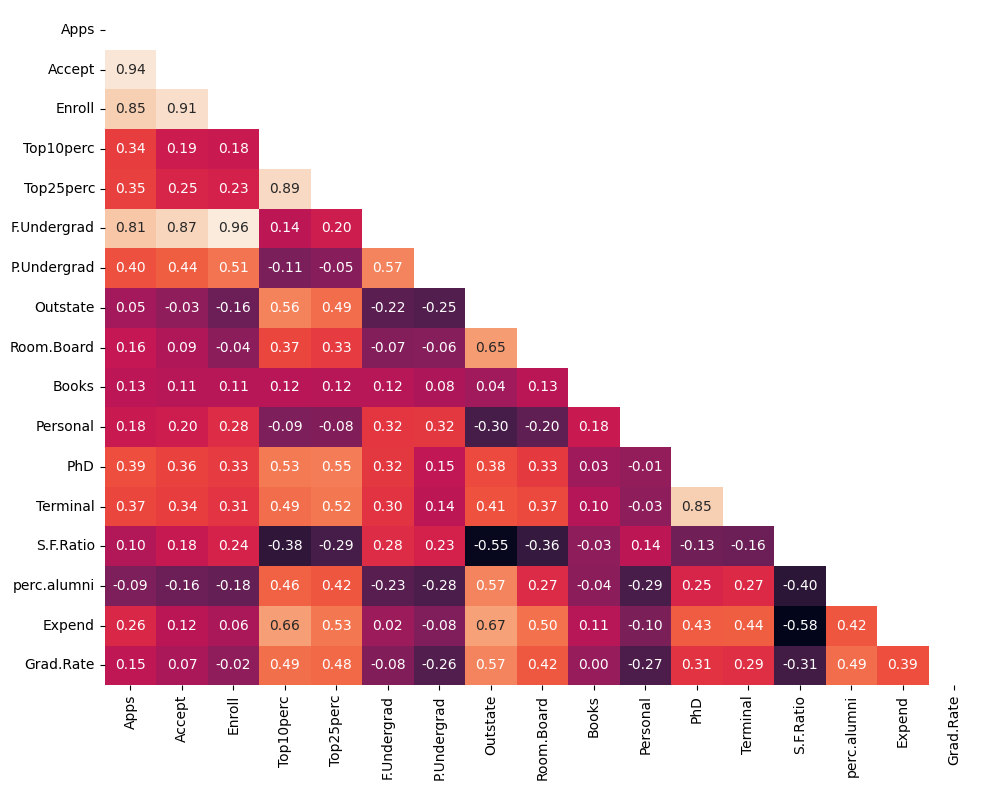 Apps
Accept 0.94
Enroll 0.85 0.91
Top10perc 0.34 0.19 0.18
Top25perc 0.35 0.25 0.23 0.89
F.Undergrad 0.81 0.87 0.96 0.14 0.20
P.Undergrad 0.40 0.44 0.51 -0.11 -0.05 0.57
Outstate 0.05 -0.03 -0.16 0.56 0.49 -0.22 -0.25
Room.Board 0.16 0.09 -0.04 0.37 0.33 -0.07 -0.06 0.65
Books 0.13 0.11 0.11 0.12 0.12 0.12 0.08 0.04 0.13
Personal 0.18 0.20 0.28 -0.09 -0.08 0.32 0.32 -0.30 -0.20 0.18
PhD 0.39 0.36 0.33 0.53 0.55 0.32 0.15 0.38 0.33 0.03 -0.01
Terminal 0.37 0.34 0.31 0.49 0.52 0.30 0.14 0.41 0.37 0.10 -0.03 0.85
S.F.Ratio 0.10 0.18 0.24 -0.38 -0.29 0.28 0.23 -0.55 -0.36 -0.03 0.14 -0.13 -0.16
perc.alumni -0.09 -0.16 -0.18 0.46 0.42 -0.23 -0.28 0.57 0.27 -0.04 -0.29 0.25 0.27 -0.40
Expend 0.26 0.12 0.06 0.66 0.53 0.02 -0.08 0.67 0.50 0.11 -0.10 0.43 0.44 -0.58 0.42
Grad.Rate 0.15 0.07 -0.02 0.49 0.48 -0.08 -0.26 0.57 0.42 0.00 -0.27 0.31 0.29 -0.31 0.49 0.39
Apps
Accept
Enroll
Top10perc
Top25perc
F.Undergrad
P.Undergrad
Outstate
Room.Board
Books
Personal
PhD
Terminal
S.F.Ratio
perc.alumni
Expend
Grad.Rate